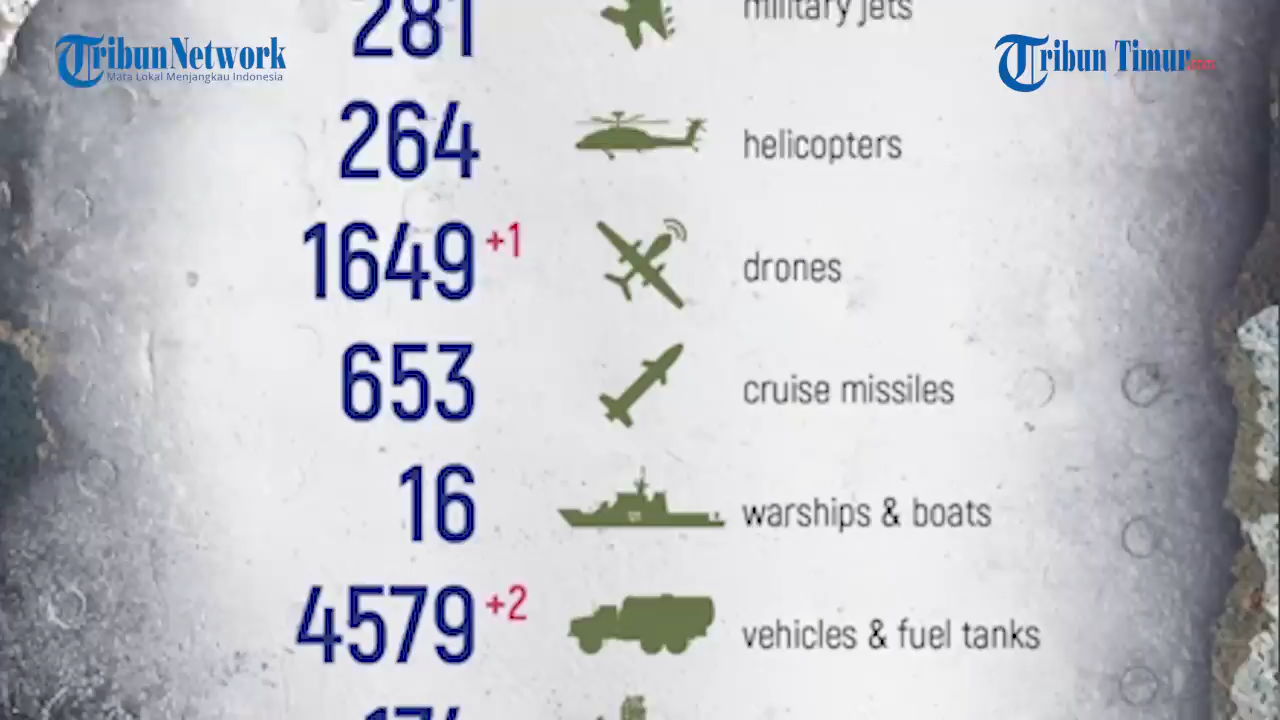 281 military jets
TribunNetwork
Mata Lokal Menjangkau Indonesia
Tribun Timur.com
264 helicopters
1649 +1 drones
653 cruise missiles
16 warships & boats
4579 +2 vehicles & fuel tanks